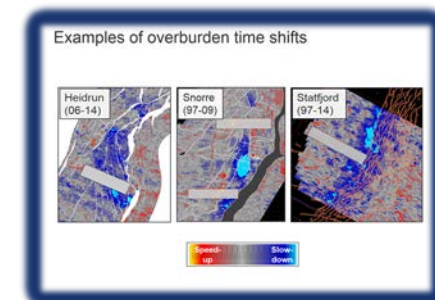 Examples of overburden time shifts
Heidrun
(06-14)
Snorre
(97-09)
Statfjord
(97-14)
Speed-
up
Slow-
down